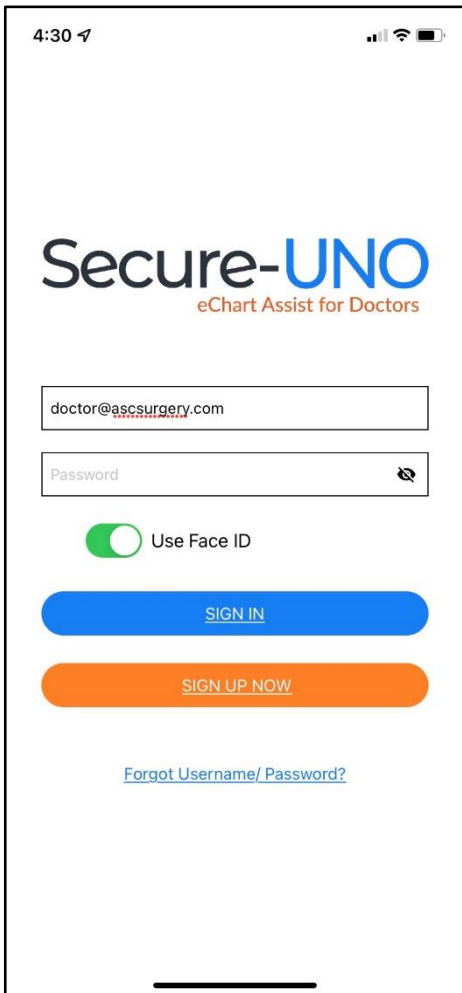 4:30
Secure-UNO
eChart Assist for Doctors
doctor@ascsurgery.com
Password
Use Face ID
SIGN IN
SIGN UP NOW
Forgot Username/ Password?